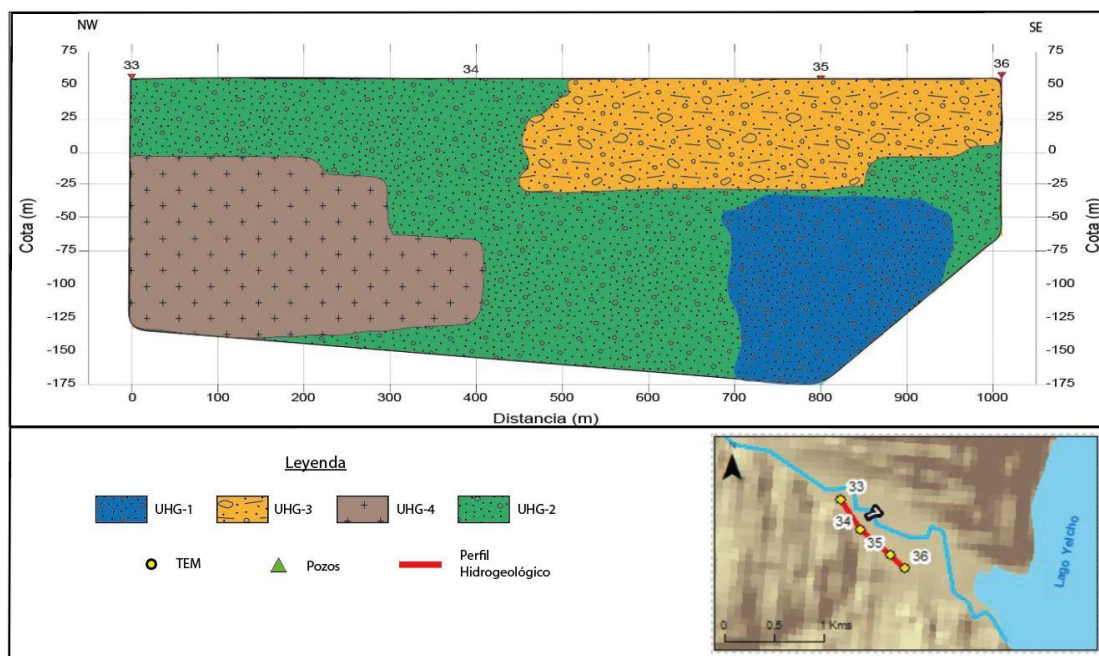 NW
SE
33
34
35
36
75
50
25
0
-25
-50
-75
-100
-125
-150
-175
Cota (m)
75
50
25
0
-25
-50
-75
-100
-125
-150
-175
Cota (m)
0 100 200 300 400 500 600 700 800 900 1000
Distancia (m)
Leyenda
UHG-1 UHG-3 UHG-4 UHG-2
TEM Pozos Perfil
Hidrogeológico
33
7
34
35
36
Lago Yelcho
0 0,5 1 Kms